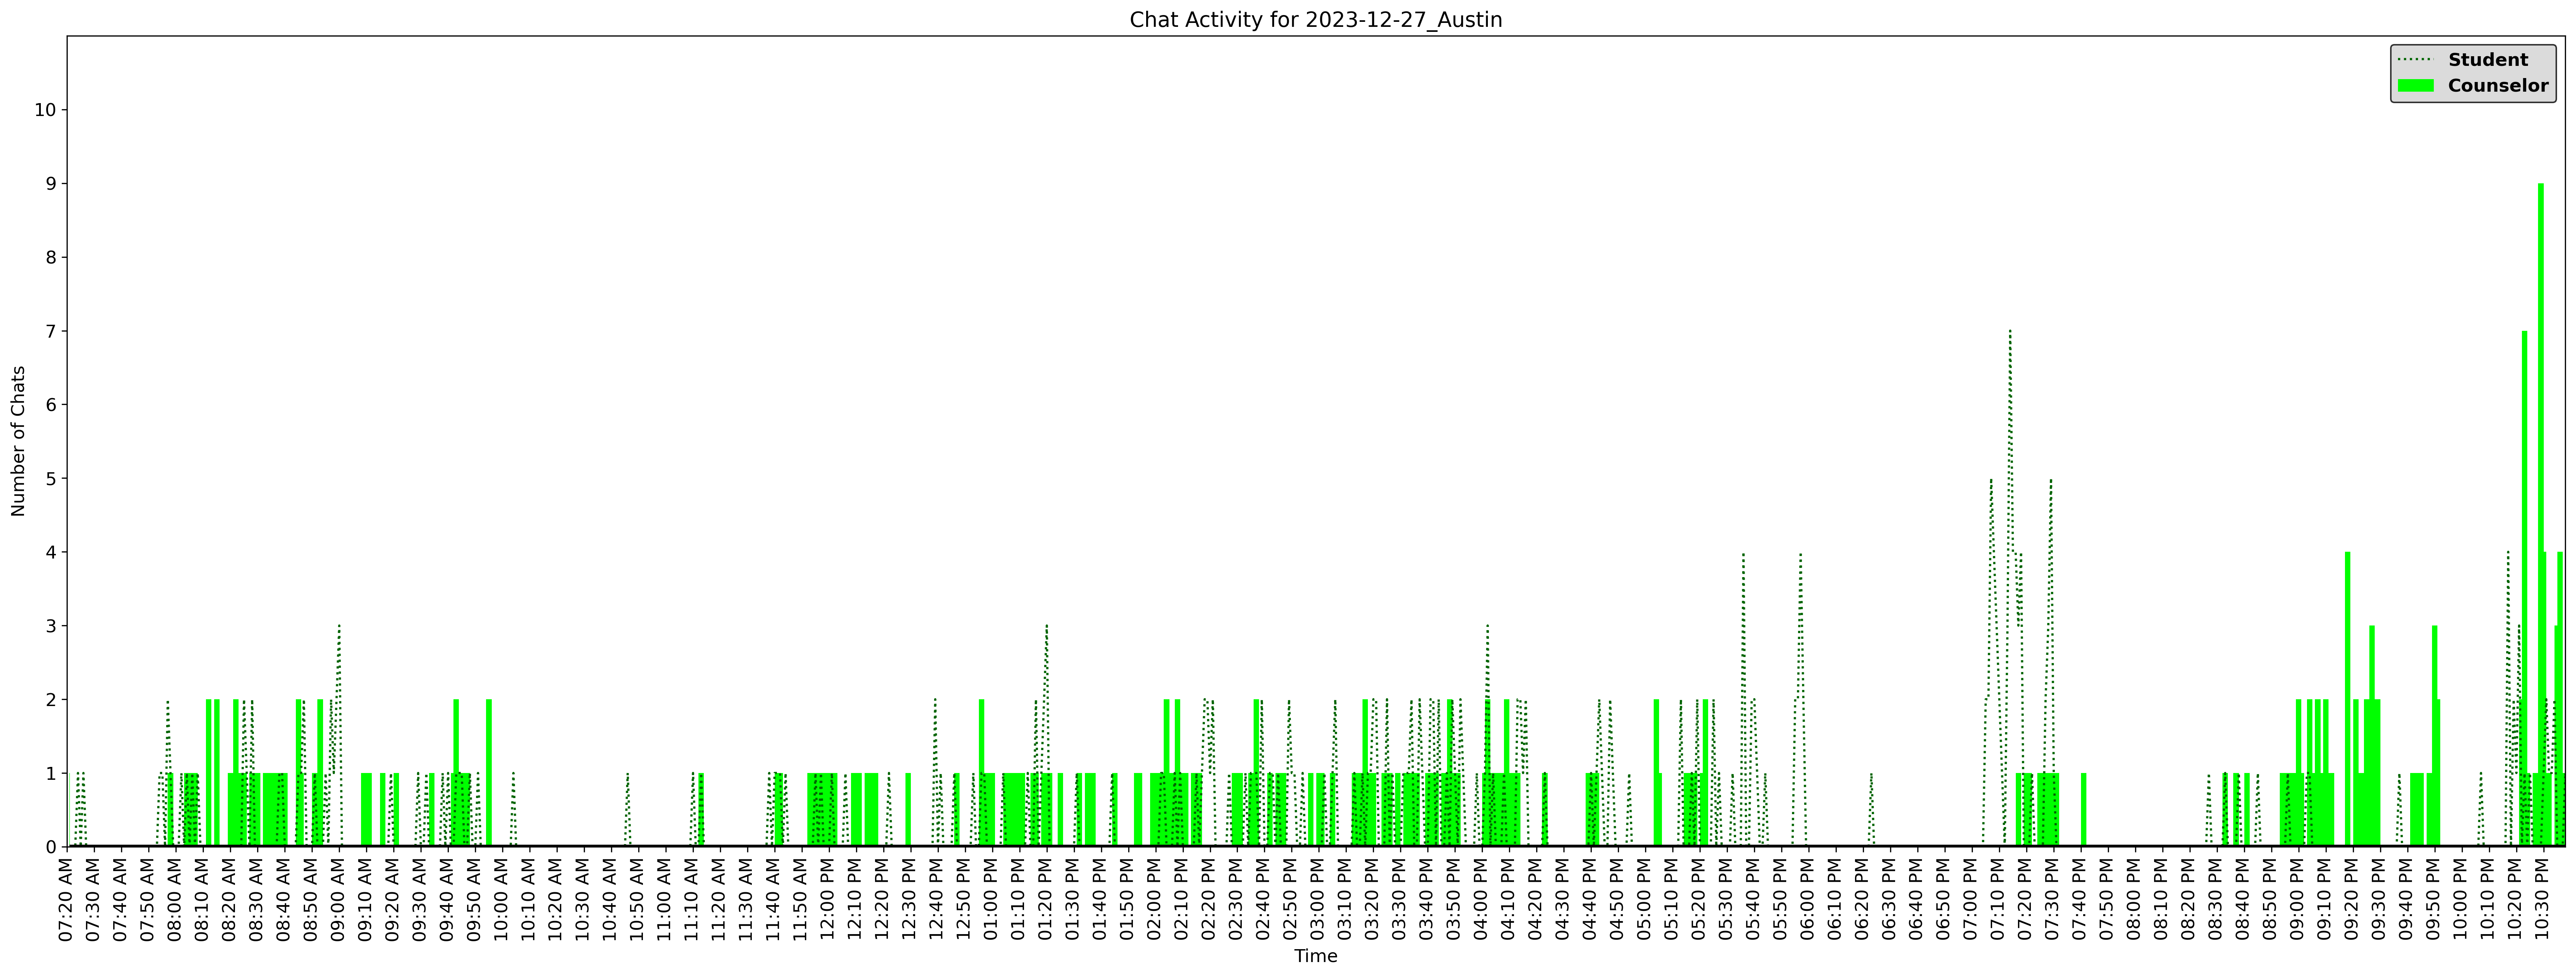 Chat Activity for 2023-12-27_Austin
Student
Counselor
Number of Chats
10
9
8
7
6
5
4
3
2
1
0
07:20 AM
07:30 AM
07:40 AM
07:50 AM
08:00 AM
08:10 AM
08:20 AM
08:30 AM
08:40 AM
08:50 AM
09:00 AM
09:10 AM
09:20 AM
09:30 AM
09:40 AM
09:50 AM
10:00 AM
10:10 AM
10:20 AM
10:30 AM
10:40 AM
10:50 AM
11:00 AM
11:10 AM
11:20 AM
11:30 AM
11:40 AM
11:50 AM
12:00 PM
12:10 PM
12:20 PM
12:30 PM
12:40 PM
12:50 PM
01:00 PM
01:10 PM
01:20 PM
01:30 PM
01:40 PM
01:50 PM
02:00 PM
02:10 PM
02:20 PM
02:30 PM
02:40 PM
02:50 PM
03:00 PM
03:10 PM
03:20 PM
03:30 PM
03:40 PM
03:50 PM
04:00 PM
04:10 PM
04:20 PM
04:30 PM
04:40 PM
04:50 PM
05:00 PM
05:10 PM
05:20 PM
05:30 PM
05:40 PM
05:50 PM
06:00 PM
06:10 PM
06:20 PM
06:30 PM
06:40 PM
06:50 PM
07:00 PM
07:10 PM
07:20 PM
07:30 PM
07:40 PM
07:50 PM
08:00 PM
08:10 PM
08:20 PM
08:30 PM
08:40 PM
08:50 PM
09:00 PM
09:10 PM
09:20 PM
09:30 PM
09:40 PM
09:50 PM
10:00 PM
10:10 PM
10:20 PM
10:30 PM
Time